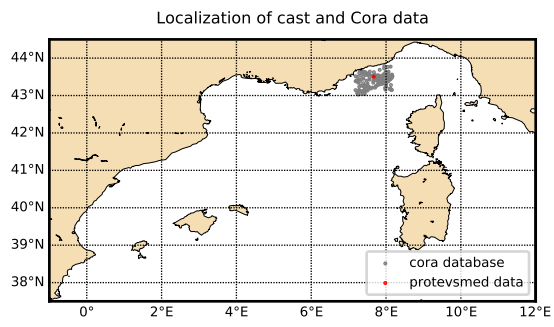 Localization of cast and Cora data
44°N
43°N
42°N
41°N
40°N
39°N
38°N
cora database
protevsmed data
0°
2°E
4°E
6°E
8°E
10°E
12°E